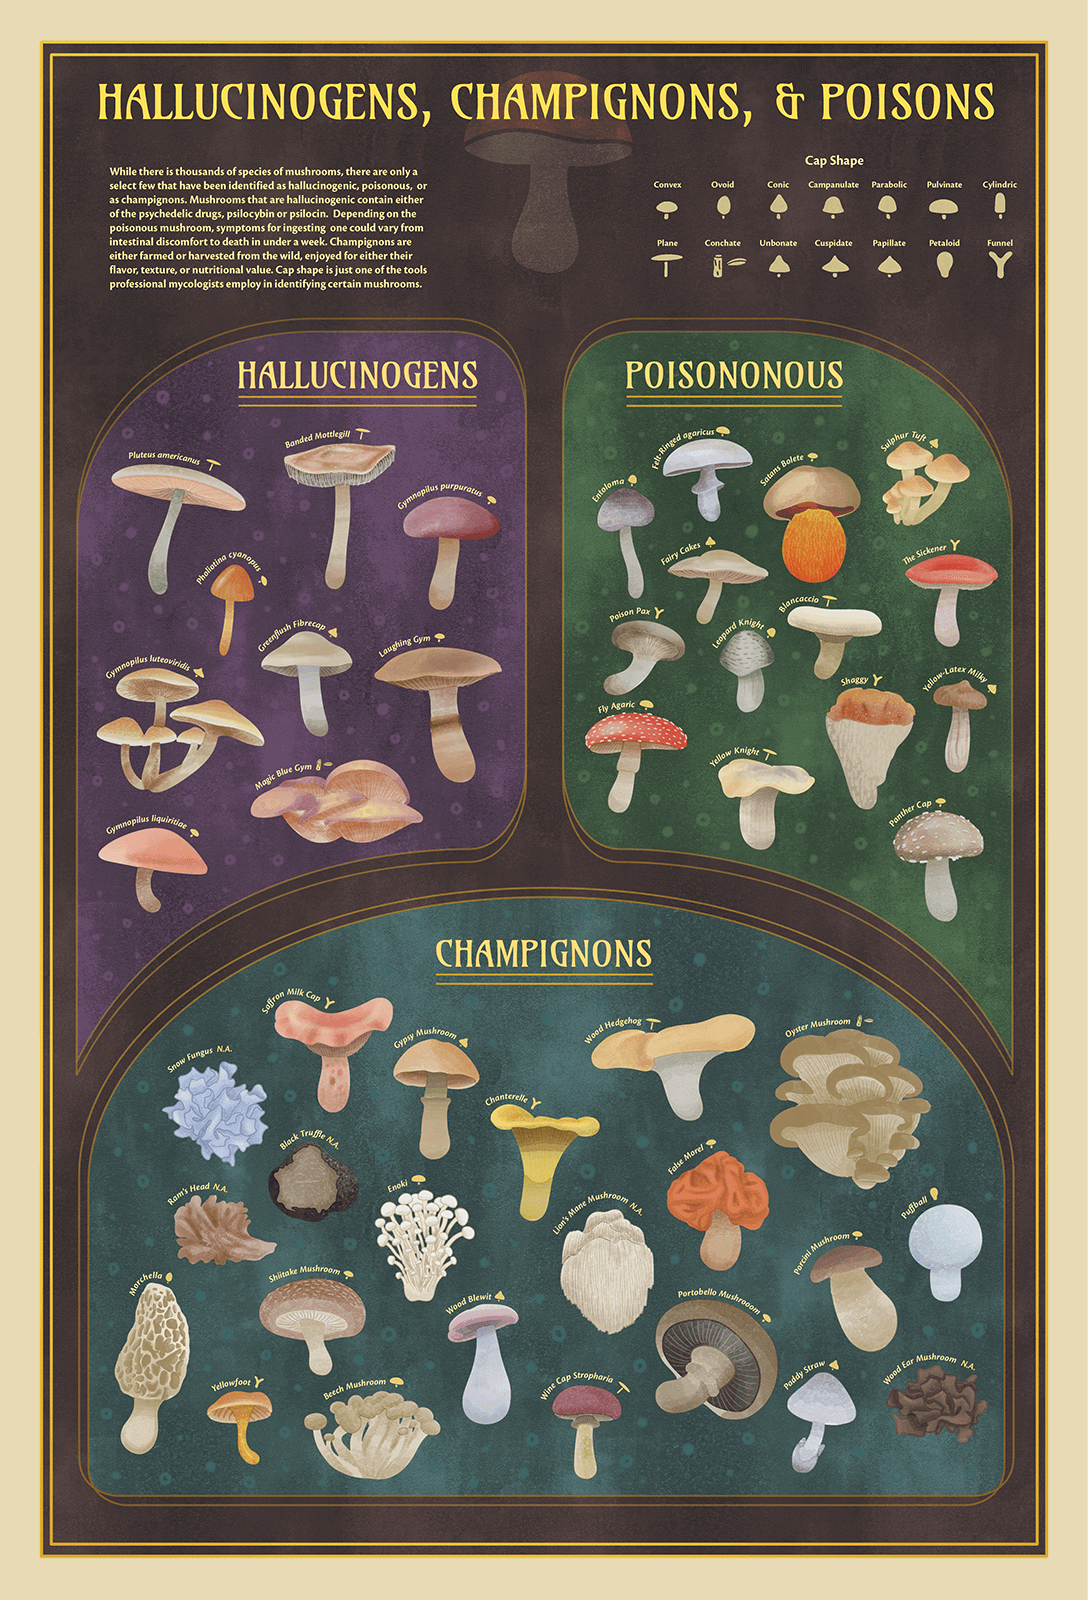 HALLUCINOGENS, CHAMPIGNONS, & POISONS
While there is thousands of species of mushrooms, there are only a
select few that have been identified as hallucinogenic, poisonous, or
as champignons. Mushrooms that are hallucinogenic contain either
of the psychedelic drugs, psilocybin or psilocin. Depending on the
poisonous mushroom, symptoms for ingesting one could vary from
intestinal discomfort to death in under a week. Champignons are
either farmed or harvested from the wild, enjoyed for either their
flavor, texture, or nutritional value. Cap shape is just one of the tools
professional mycologists employ in identifying certain mushrooms.
Cap Shape
Convex Ovoid Conic Campanulate Parabolic Pulvinate Cylindric
Plane Conchate Unbonate Cuspidate Papillate Petaloid Funnel
HALLUCINOGENS
Pluteus americanus
Banded Mottlegill
Gymnopilus purpuratus
Pholiotina cyanopus
Greenflush Fibrecap
Laughing Gym
Gymnopilus luteoviridis
Magic Blue Gym
Gymnopilus liquiritiae
POISONONOUS
Felt-Ringed agaricus
Satans Bolete
Sulphur Tuft
Entoloma
Fairy Cakes
The Sickener
Poison Pax
Leopard Knight
Blancaccio
Shaggy
Yellow-Latex Milky
Fly Agaric
Yellow Knight
Panther Cap
CHAMPIGNONS
Saffron Milk Cap
Gypsy Mushroom
Wood Hedgehog
Oyster Mushroom
Snow Fungus N.A.
Chanterelle
Black Truffle N.A.
False Morel
Ram's Head N.A.
Enoki
Lion's Mane Mushroom N.A.
Puffball
Porcini Mushroom
Morchella
Shiitake Mushroom
Wood Blewit
Portobello Mushrooom
Yellowfoot
Beech Mushroom
Wine Cap Stropharia
Paddy Straw
Wood Ear Mushroom N.A.